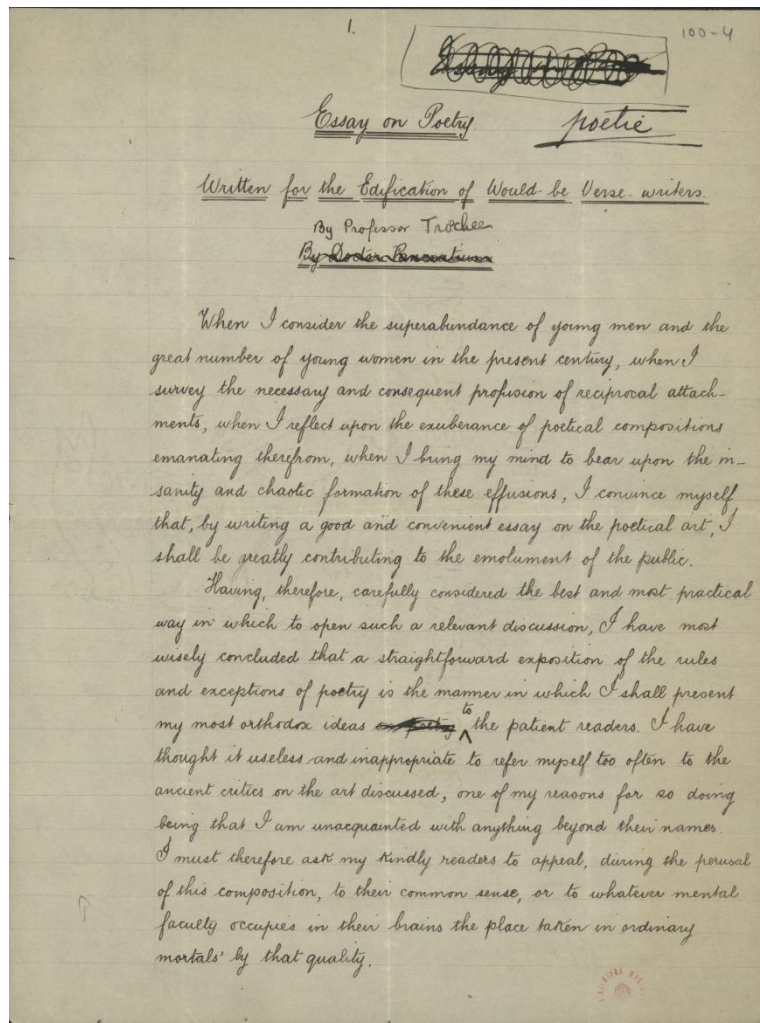 1.
100-4
Essay on Poetry
poetic
Written for the Edification of Would-be Verse-writers.
By Professor Trochee
By Doctor Pancratium
When I consider the superabundance of young men and the
great number of young women in the present century, when I
survey the necessary and consequent profusion of reciprocal attach-
ments, when I reflect upon the exuberance of poetical compositions
emanating therefrom, when I bring my mind to bear upon the in-
sanity and chaotic formation of these effusions, I convince myself
that, by writing a good and convenient essay on the poetical art, I
shall be greatly contributing to the emolument of the public.
Having, therefore, carefully considered the best and most practical
way in which to open such a relevant discussion, I have most
wisely concluded that a straightforward exposition of the rules
and exceptions of poetry is the manner in which I shall present
my most orthodox ideas to the patient readers. I have
thought it useless and inappropriate to refer myself too often to the
ancient critics on the art discussed, one of my reasons for so doing
being that I am unacquainted with anything beyond their names.
I must therefore ask my kindly readers to appeal, during the perusal
of this composition, to their common sense, or to whatever mental
faculty occupies in their brains the place taken in ordinary
mortals' by that quality.